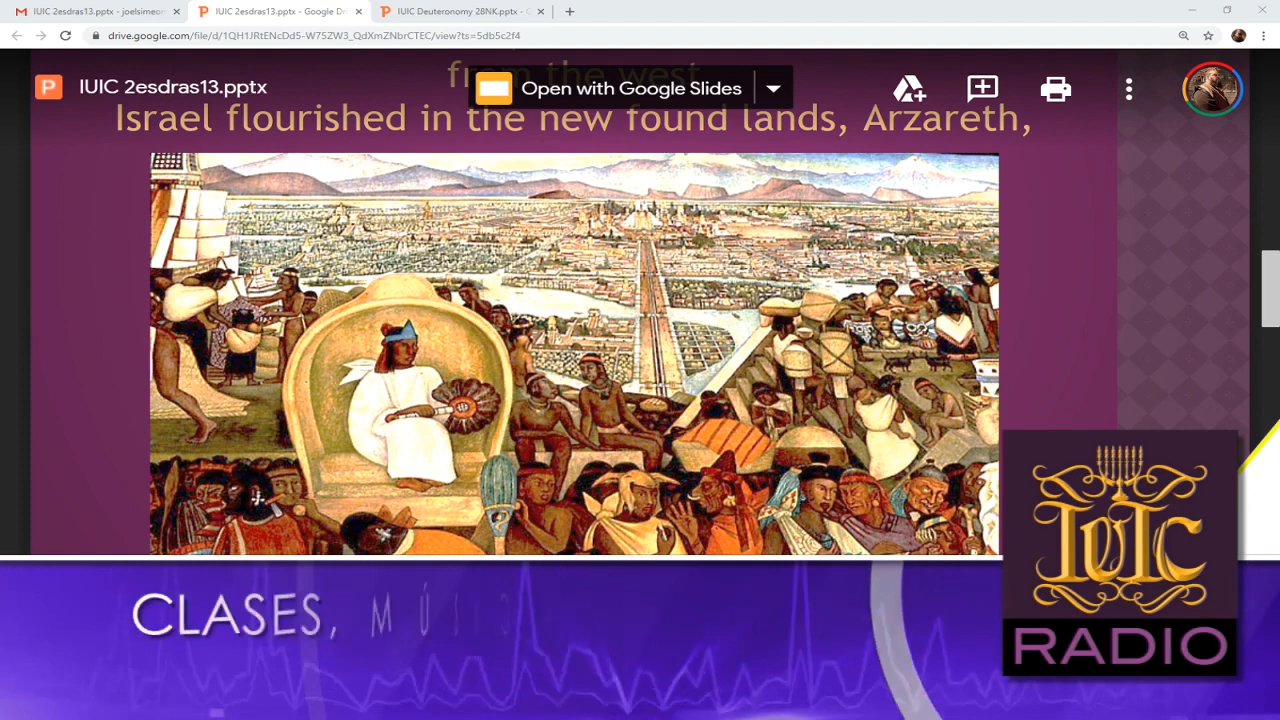 IUIC 2esdras13.pptx - joelsimeon
IUIC 2esdras13.pptx - Google Dr
IUIC Deuteronomy 28NK.pptx - G
drive.google.com/file/d/1QH1JRtENcDd5-W75ZW3_QdXmZNbrCTEC/view?ts=5db5c2f4
from the west
IUIC 2esdras13.pptx
Open with Google Slides
Israel flourished in the new found lands, Arzareth,
CLASES, MÚSIC
IUIC
RADIO